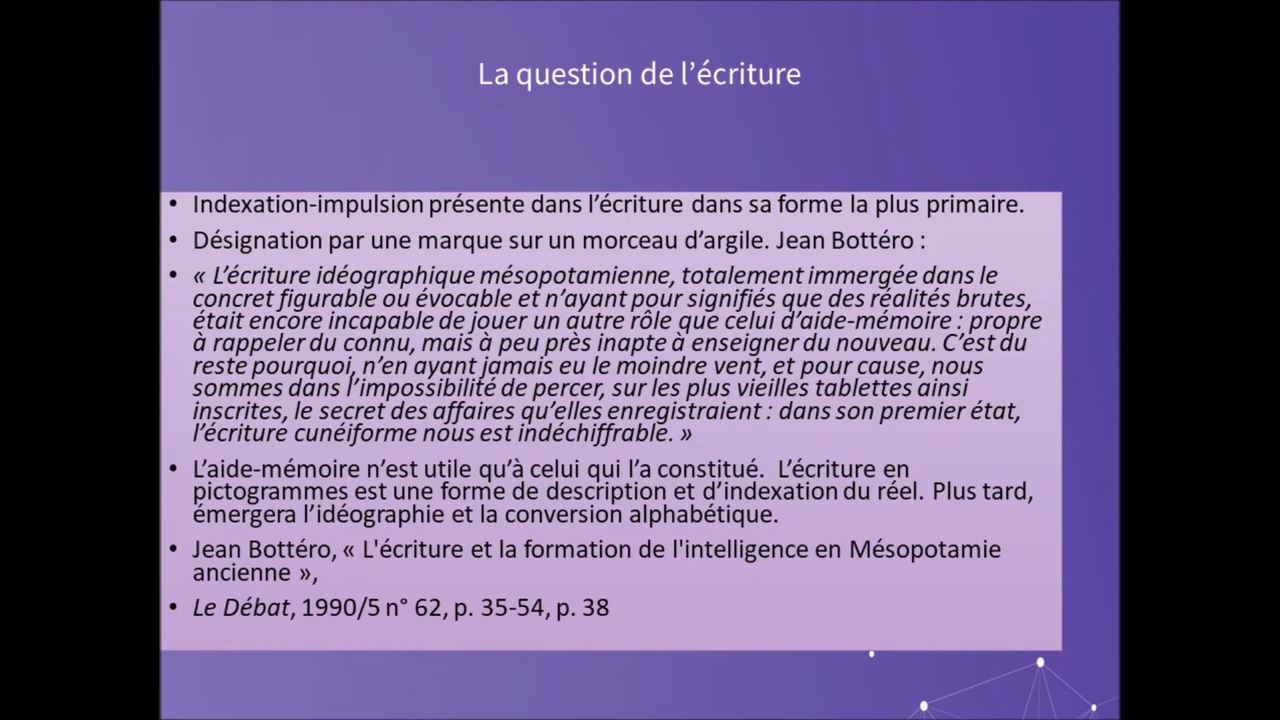 La question de l’écriture
• Indexation-impulsion présente dans l’écriture dans sa forme la plus primaire.
• Désignation par une marque sur un morceau d’argile. Jean Bottéro :
• « L’écriture idéographique mésopotamienne, totalement immergée dans le
concret figurable ou évocable et n’ayant pour signifiés que des réalités brutes,
était encore incapable de jouer un autre rôle que celui d’aide-mémoire : propre
à rappeler du connu, mais à peu près inapte à enseigner du nouveau. C’est du
reste pourquoi, n’en ayant jamais eu le moindre vent, et pour cause, nous
sommes dans l’impossibilité de percer, sur les plus vieilles tablettes ainsi
inscrites, le secret des affaires qu’elles enregistraient : dans son premier état,
l’écriture cunéiforme nous est indéchiffrable. »
• L’aide-mémoire n’est utile qu’à celui qui l’a constitué. L’écriture en
pictogrammes est une forme de description et d’indexation du réel. Plus tard,
émergera l’idéographie et la conversion alphabétique.
• Jean Bottéro, « L'écriture et la formation de l'intelligence en Mésopotamie
ancienne »,
• Le Débat, 1990/5 n° 62, p. 35-54, p. 38